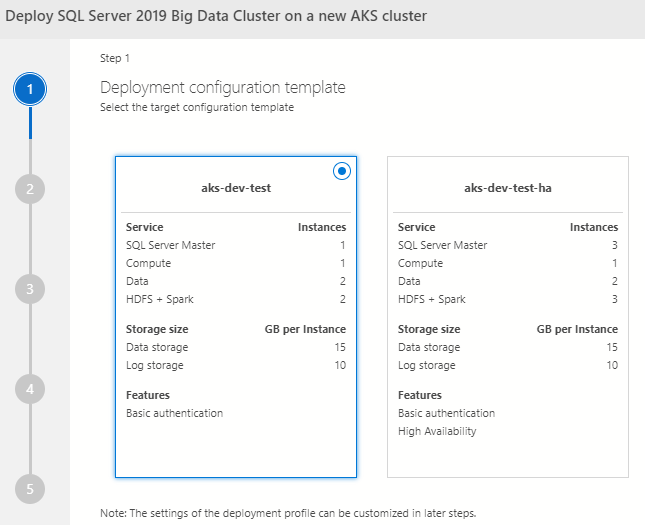 Deploy SQL Server 2019 Big Data Cluster on a new AKS cluster
1
2
3
4
5
Step 1
Deployment configuration template
Select the target configuration template
aks-dev-test
Service Instances
SQL Server Master 1
Compute 1
Data 2
HDFS + Spark 2
Storage size GB per Instance
Data storage 15
Log storage 10
Features
Basic authentication
aks-dev-test-ha
Service Instances
SQL Server Master 3
Compute 1
Data 2
HDFS + Spark 3
Storage size GB per Instance
Data storage 15
Log storage 10
Features
Basic authentication
High Availability
Note: The settings of the deployment profile can be customized in later steps.